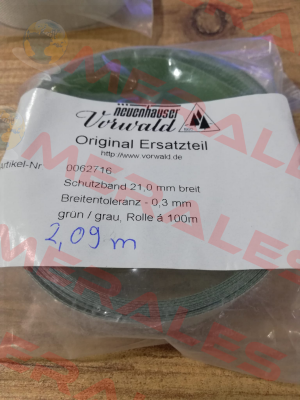 neuenhauser
Vorwald
Original Ersatzteil
http://www.vorwald.de
artikel-Nr 0062716
Schutzband 21,0 mm breit
Breitentoleranz - 0,3 mm
grün / grau, Rolle á 100m
2,09 m
MERALES